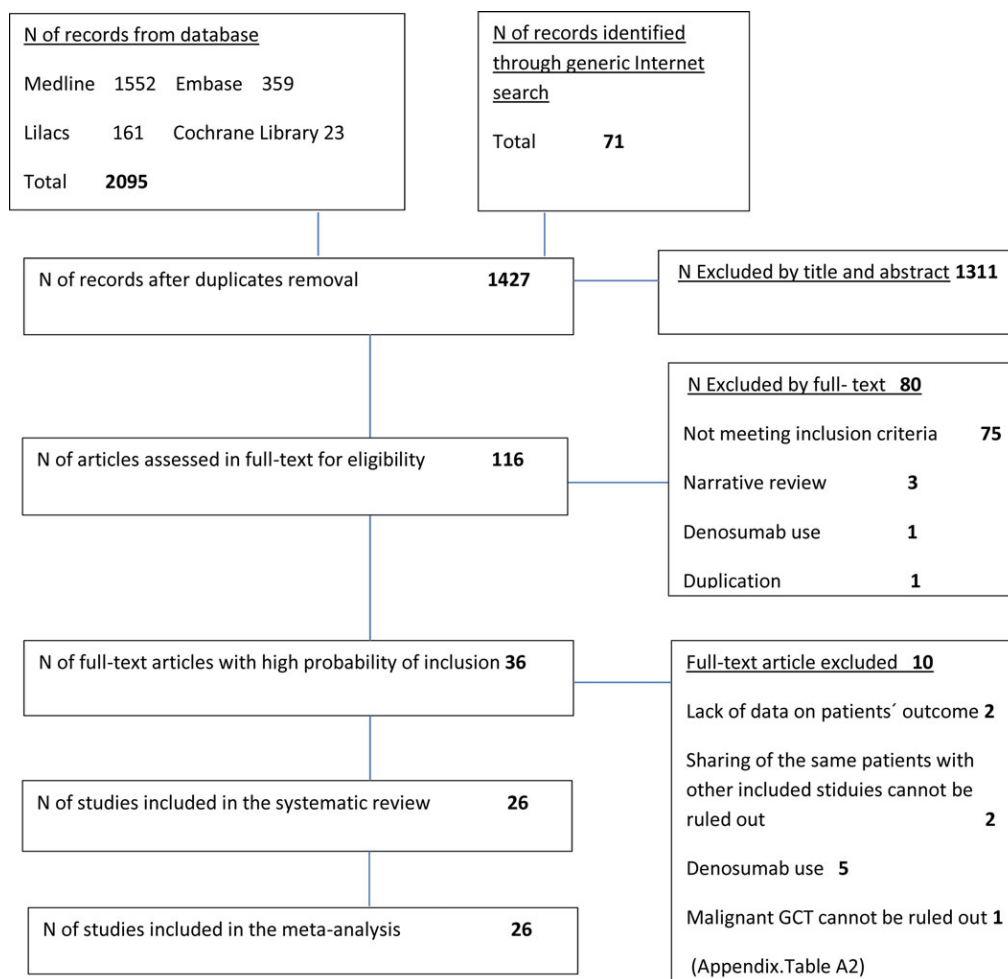 N of records from database
Medline 1552 Embase 359
Lilacs 161 Cochrane Library 23
Total 2095
N of records identified
through generic Internet
search
Total 71
N of records after duplicates removal 1427
N Excluded by title and abstract 1311
N Excluded by full- text 80
Not meeting inclusion criteria 75
Narrative review 3
Denosumab use 1
Duplication 1
N of articles assessed in full-text for eligibility 116
N of full-text articles with high probability of inclusion 36
Full-text article excluded 10
Lack of data on patients´ outcome 2
Sharing of the same patients with
other included stiduies cannot be
ruled out 2
Denosumab use 5
Malignant GCT cannot be ruled out 1
(Appendix.Table A2)
N of studies included in the systematic review 26
N of studies included in the meta-analysis 26